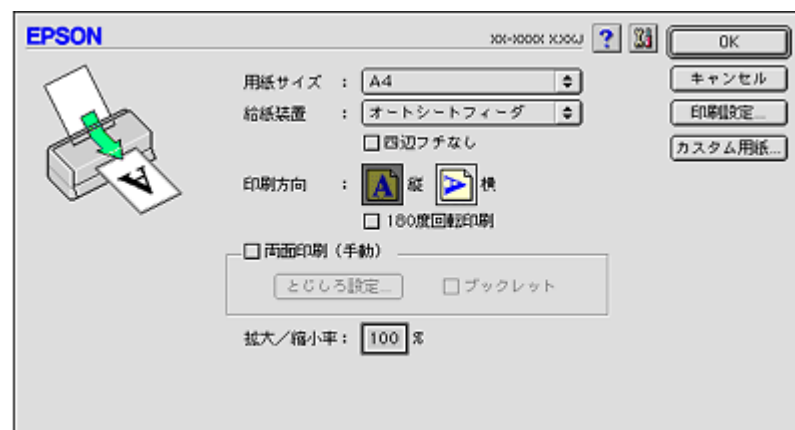 EPSON XX-XXXX XXXJ ? OK
用紙サイズ : A4 キャンセル
給紙装置 : オートシートフィーダ 印刷設定...
四辺フチなし カスタム用紙...
印刷方向 : A 縦 A 横
180度回転印刷
両面印刷(手動)
とじしろ設定... ブックレット
拡大/縮小率: 100 %
A